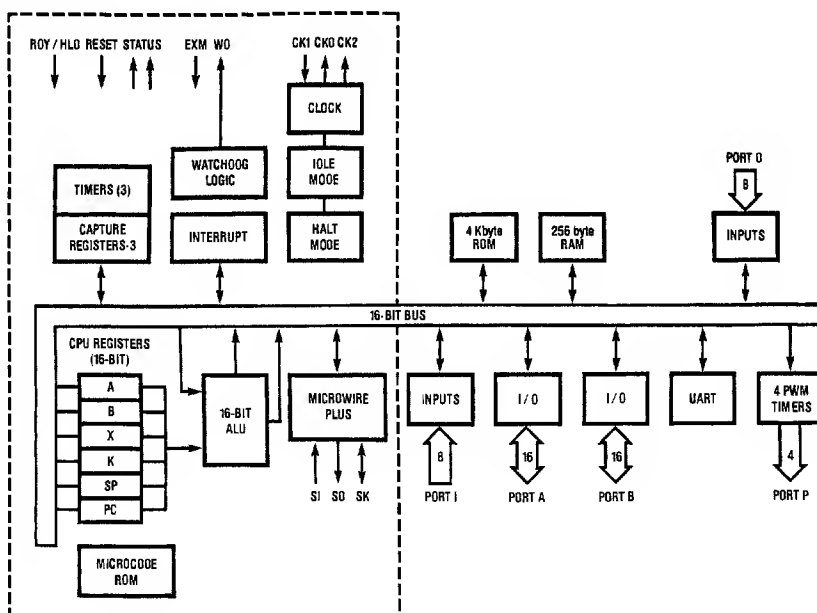 RDY / HLD RESET STATUS EXM WO CK1 CKO CK2
CLOCK
WATCHDOG
LOGIC
IDLE
MODE
HALT
MODE
TIMERS (3)
CAPTURE
REGISTERS-3
INTERRUPT
4 Kbyte
ROM
256 byte
RAM
PORT D
8
INPUTS
16-BIT BUS
CPU REGISTERS
(16-BIT)
A
B
X
K
SP
PC
16-BIT
ALU
MICROWIRE
PLUS
SI SO SK
INPUTS
8
PORT I
I / O
16
PORT A
I / O
16
PORT B
UART
4 PWM
TIMERS
4
PORT P
MICROCODE
ROM